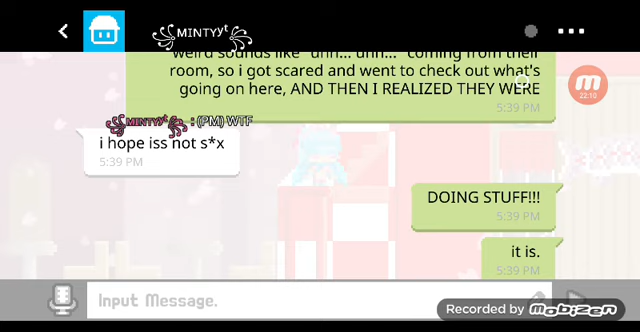 MINTYyt
weird sounds like "uhh... uhh..." coming from their
room, so i got scared and went to check out what's
going on here, AND THEN I REALIZED THEY WERE
5:39 PM
22:10
MINTYyt : (PM) WTF
i hope iss not s*x
5:39 PM
DOING STUFF!!!
5:39 PM
it is.
5:39 PM
Input Message.
Recorded by
mobizen